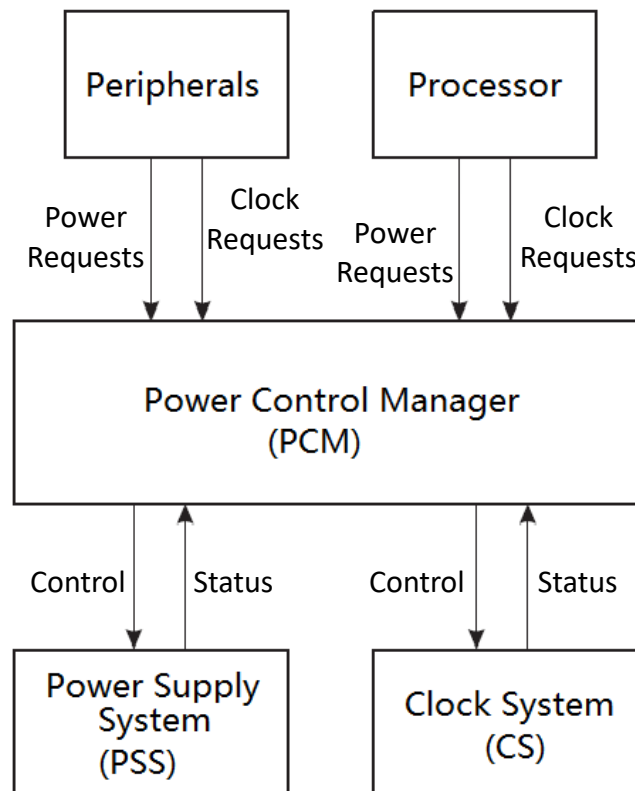 Peripherals
Processor
Power
Requests
Clock
Requests
Power
Requests
Clock
Requests
Power Control Manager
(PCM)
Control
Status
Control
Status
Power Supply
System
(PSS)
Clock System
(CS)